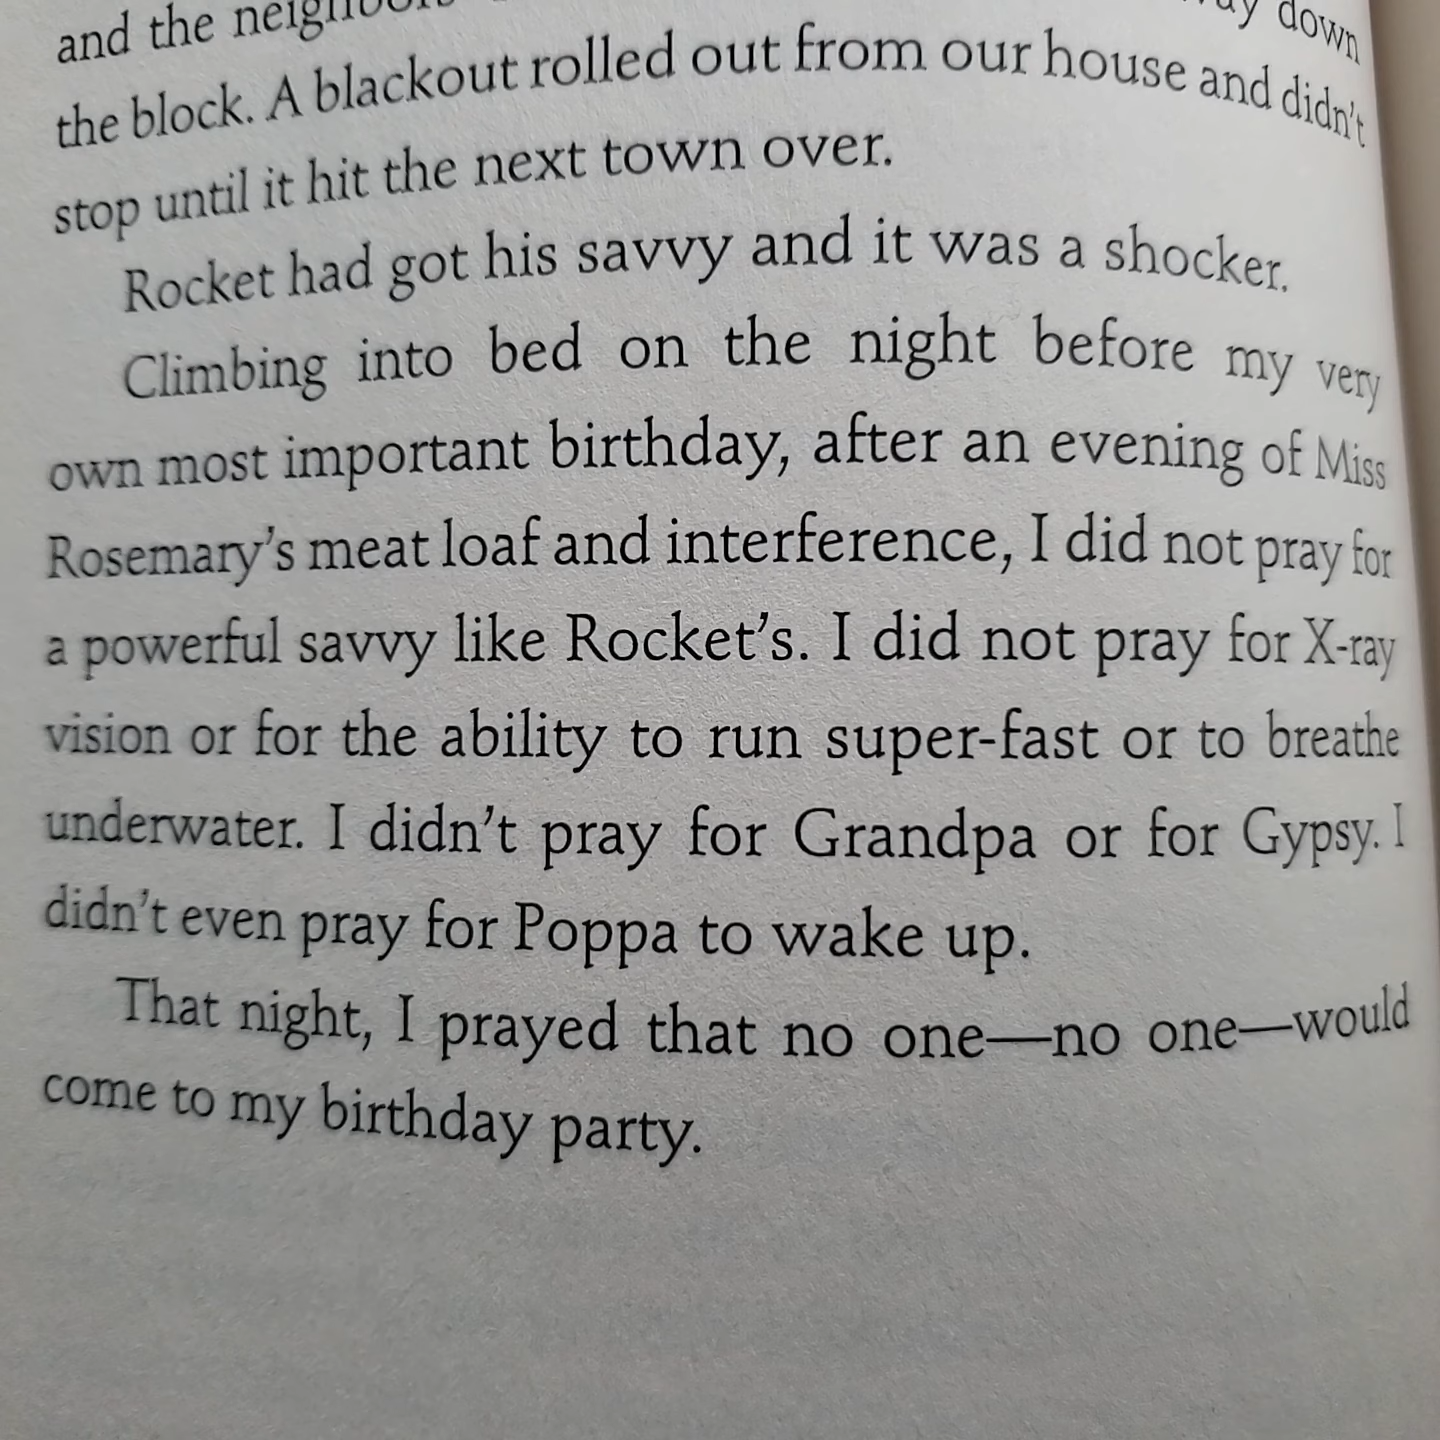 and the neighbors down
the block. A blackout rolled out from our house and didn't
stop until it hit the next town over.
Rocket had got his savvy and it was a shocker.
Climbing into bed on the night before my very
own most important birthday, after an evening of Miss
Rosemary's meat loaf and interference, I did not pray for
a powerful savvy like Rocket's. I did not pray for X-ray
vision or for the ability to run super-fast or to breathe
underwater. I didn't pray for Grandpa or for Gypsy. I
didn't even pray for Poppa to wake up.
That night, I prayed that no one—no one—would
come to my birthday party.